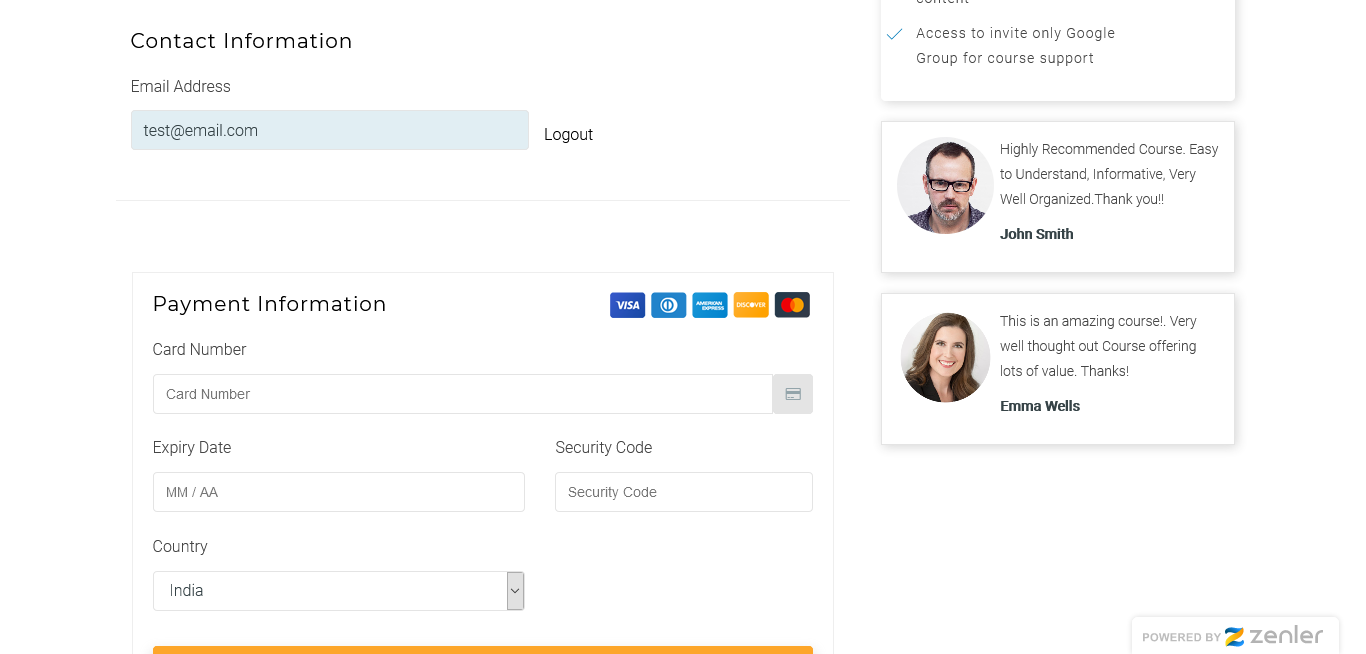 Contact Information
Email Address
test@email.com
Logout
Payment Information
VISA
AMERICAN
EXPRESS
DISCOVER
Card Number
Card Number
Expiry Date
Security Code
MM / AA
Security Code
Country
India
content
Access to invite only Google
Group for course support
Highly Recommended Course. Easy
to Understand, Informative, Very
Well Organized.Thank you!!
John Smith
This is an amazing course!. Very
well thought out Course offering
lots of value. Thanks!
Emma Wells
POWERED BY zenler